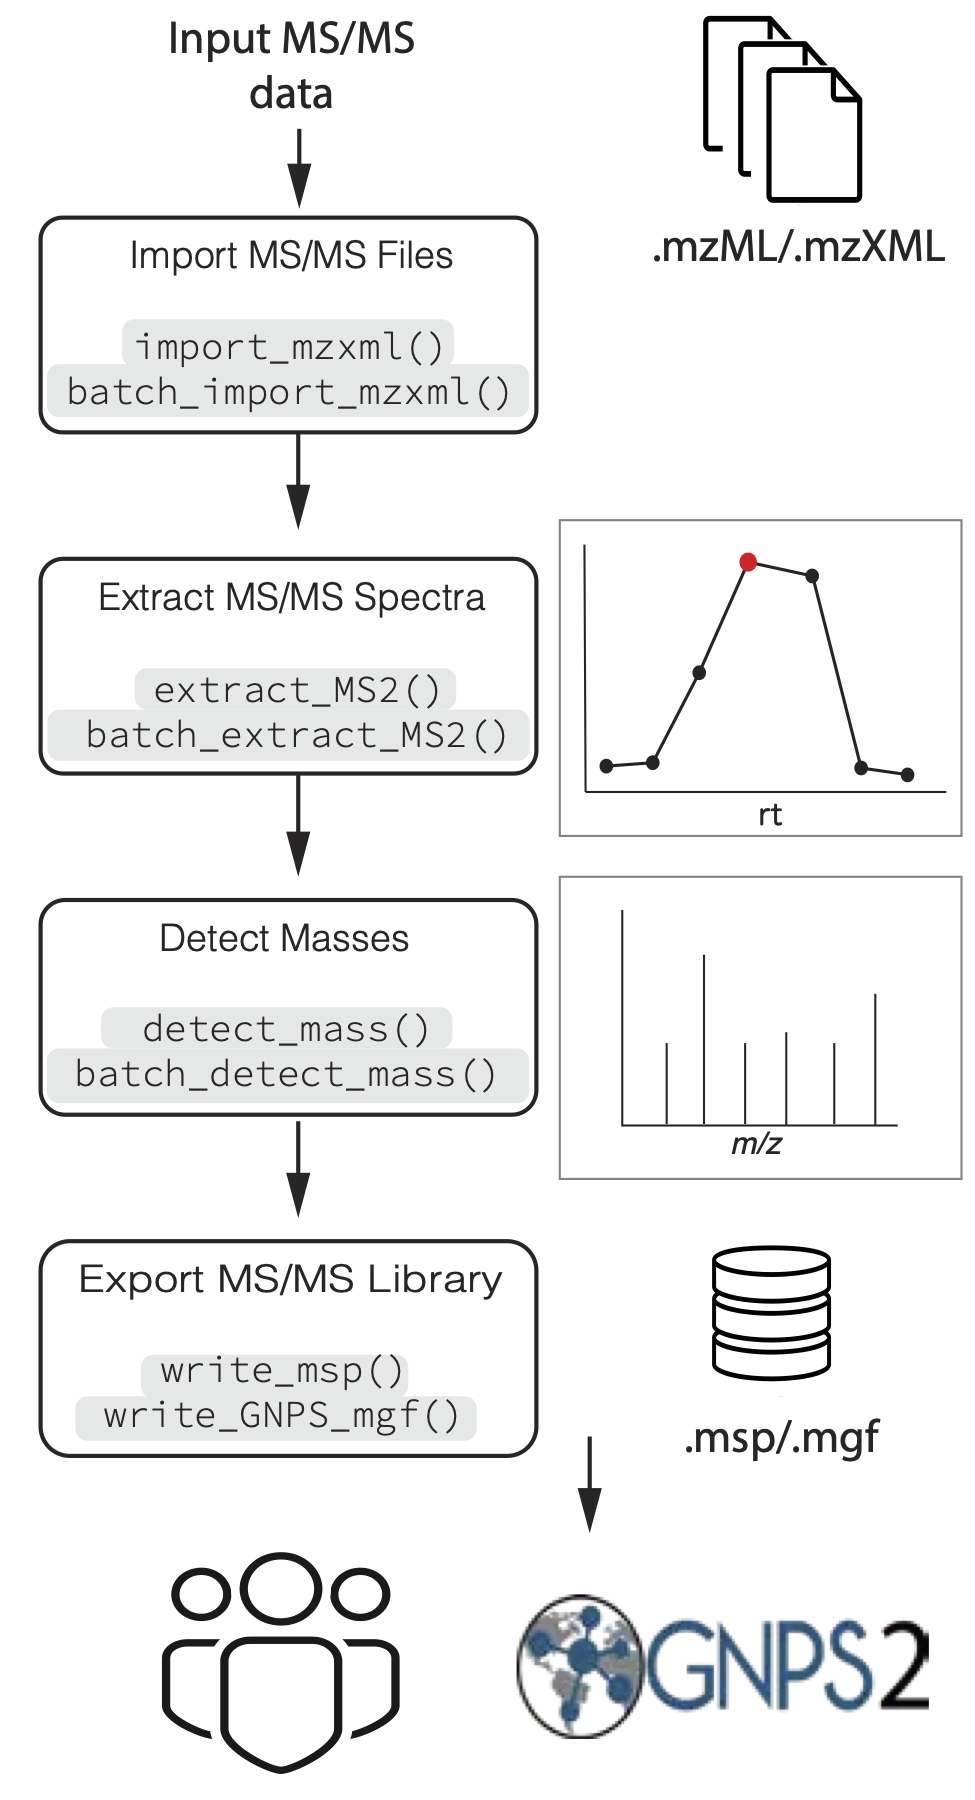 Input MS/MS
data
.mzML/.mzXML
Import MS/MS Files
import_mzxml()
batch_import_mzxml()
Extract MS/MS Spectra
extract_MS2()
batch_extract_MS2()
rt
Detect Masses
detect_mass()
batch_detect_mass()
m/z
Export MS/MS Library
write_msp()
write_GNPS_mgf()
.msp/.mgf
GNPS2